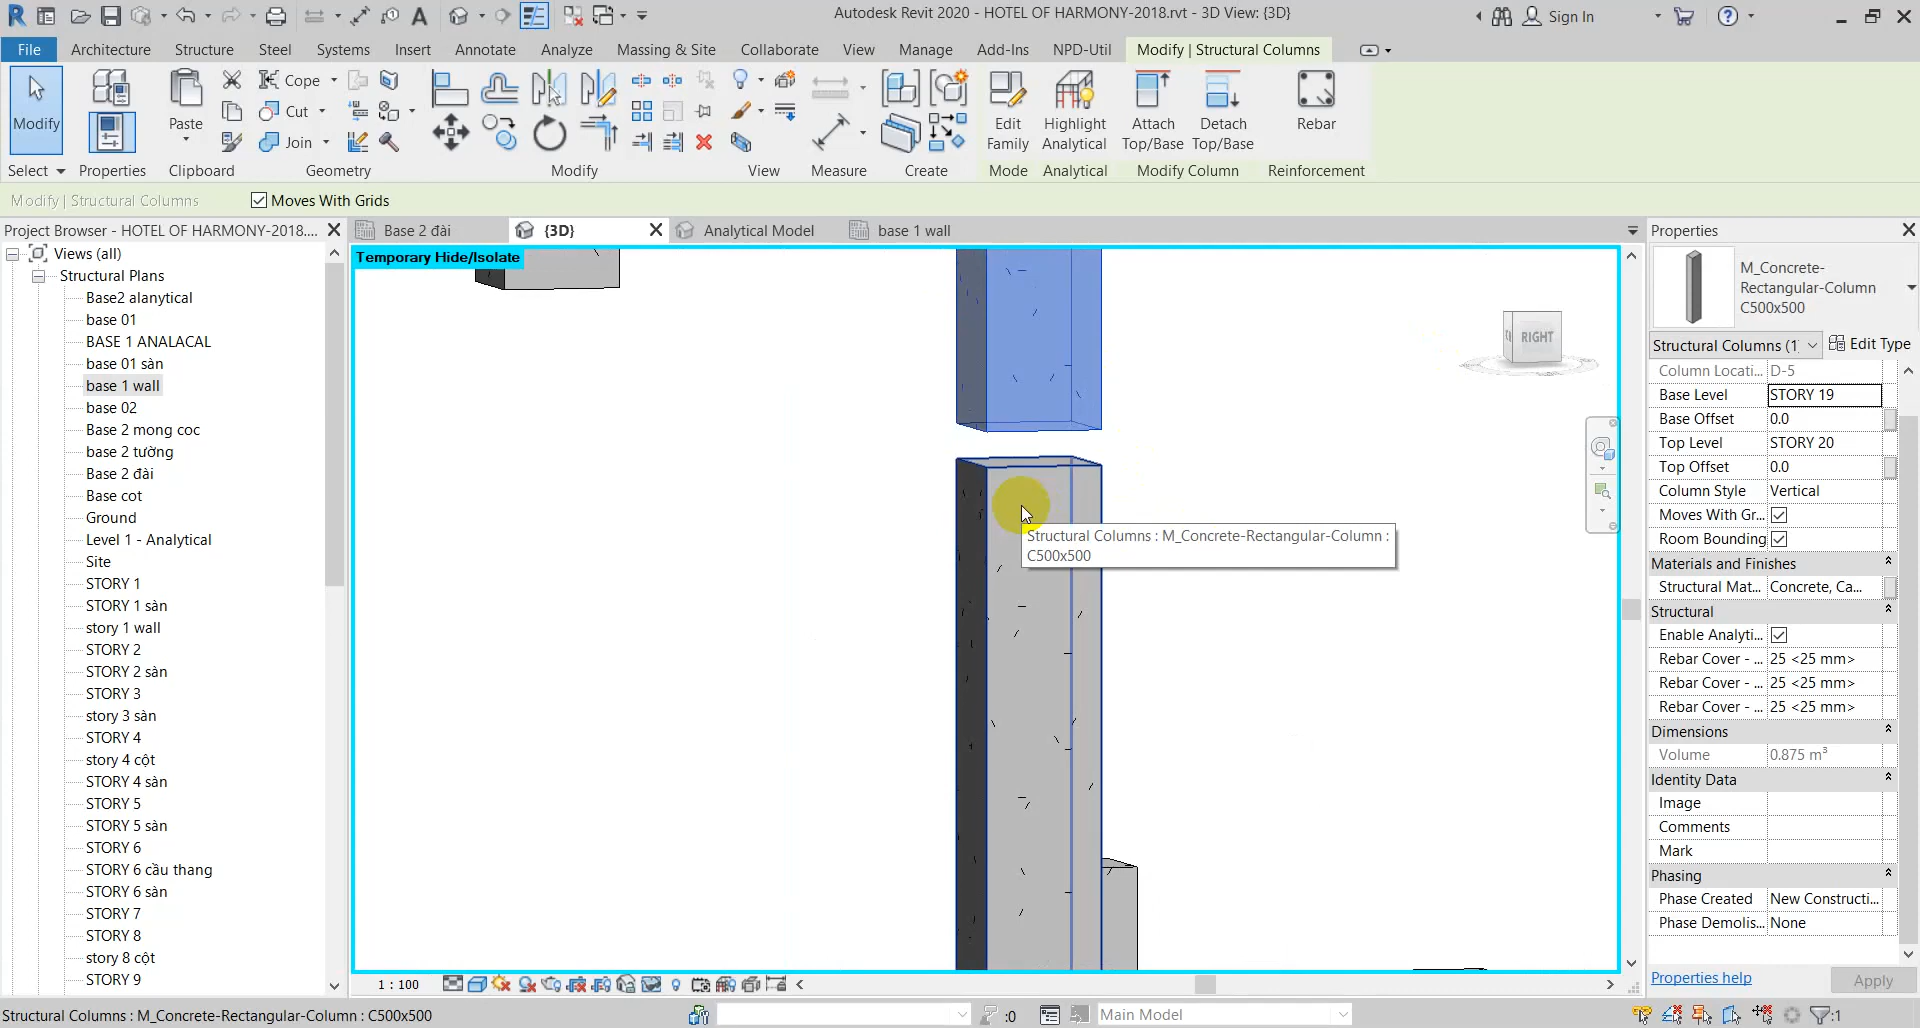 Autodesk Revit 2020 - HOTEL OF HARMONY-2018.rvt - 3D View: {3D}
Sign In
File Architecture Structure Steel Systems Insert Annotate Analyze Massing & Site Collaborate View Manage Add-Ins NPD-Util Modify | Structural Columns
Modify
Paste
Cope
Cut
Join
Edit Family
Highlight Analytical
Attach Top/Base
Detach Top/Base
Rebar
Select Properties Clipboard Geometry Modify View Measure Create Mode Analytical Modify Column Reinforcement
Modify | Structural Columns Moves With Grids
Project Browser - HOTEL OF HARMONY-2018....
Views (all)
Structural Plans
Base2 alanytical
base 01
BASE 1 ANALACAL
base 01 sàn
base 1 wall
base 02
Base 2 mong coc
base 2 tường
Base 2 đài
Base cot
Ground
Level 1 - Analytical
Site
STORY 1
STORY 1 sàn
story 1 wall
STORY 2
STORY 2 sàn
STORY 3
story 3 sàn
STORY 4
story 4 cột
STORY 4 sàn
STORY 5
STORY 5 sàn
STORY 6
STORY 6 cầu thang
STORY 6 sàn
STORY 7
STORY 8
story 8 cột
STORY 9
Base 2 đài {3D} Analytical Model base 1 wall
Temporary Hide/Isolate
RIGHT
Structural Columns : M_Concrete-Rectangular-Column :
C500x500
1 : 100
Properties
M_Concrete-
Rectangular-Column
C500x500
Structural Columns (1) Edit Type
Column Locati... D-5
Base Level STORY 19
Base Offset 0.0
Top Level STORY 20
Top Offset 0.0
Column Style Vertical
Moves With Gr...
Room Bounding
Materials and Finishes
Structural Mat... Concrete, Ca...
Structural
Enable Analyti...
Rebar Cover - ... 25 <25 mm>
Rebar Cover - ... 25 <25 mm>
Rebar Cover - ... 25 <25 mm>
Dimensions
Volume 0.875 m³
Identity Data
Image
Comments
Mark
Phasing
Phase Created New Constructi...
Phase Demolis... None
Properties help Apply
Structural Columns : M_Concrete-Rectangular-Column : C500x500
:0
Main Model
:1